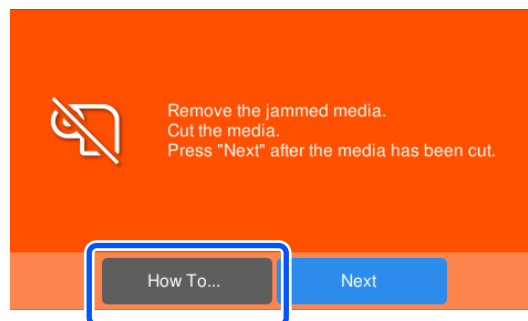 Remove the jammed media.
Cut the media.
Press "Next" after the media has been cut.
How To...
Next